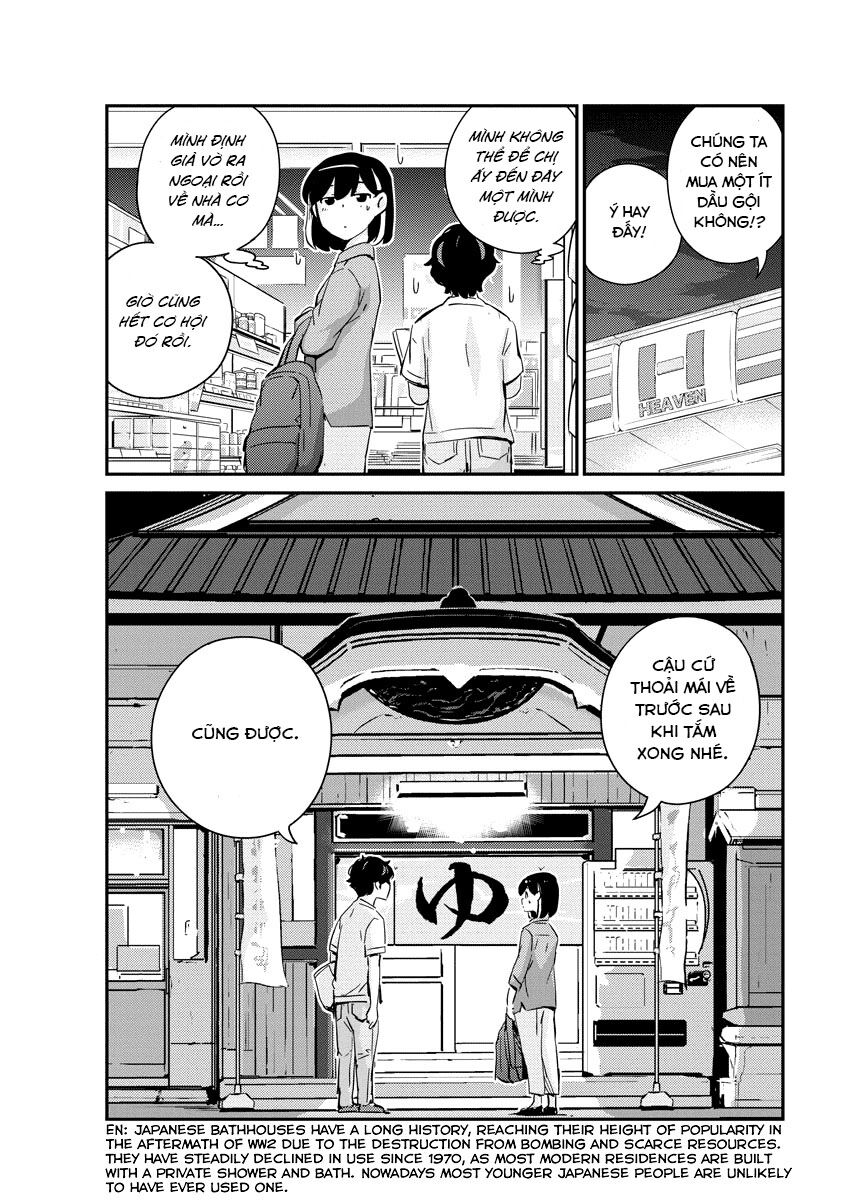 CHÚNG TA
CÓ NÊN
MUA MỘT ÍT
DẦU GỘI
KHÔNG!?
Ý HAY
ĐẤY!
HEAVEN
MÌNH KHÔNG
THỂ ĐỂ CHỊ
ẤY ĐẾN ĐÂY
MỘT MÌNH
ĐƯỢC.
MÌNH ĐỊNH
GIẢ VỜ RA
NGOẠI RỒI
VỀ NHÀ CƠ
MÀ...
GIỜ CŨNG
HẾT CƠ HỘI
ĐÓ RỒI.
CẬU CỨ
THOẢI MÁI VỀ
TRƯỚC SAU
KHI TẮM
XONG NHÉ.
CŨNG ĐƯỢC.
ゆ
EN: JAPANESE BATHHOUSES HAVE A LONG HISTORY, REACHING THEIR HEIGHT OF POPULARITY IN
THE AFTERMATH OF WW2 DUE TO THE DESTRUCTION FROM BOMBING AND SCARCE RESOURCES.
THEY HAVE STEADILY DECLINED IN USE SINCE 1970, AS MOST MODERN RESIDENCES ARE BUILT
WITH A PRIVATE SHOWER AND BATH. NOWADAYS MOST YOUNGER JAPANESE PEOPLE ARE UNLIKELY
TO HAVE EVER USED ONE.